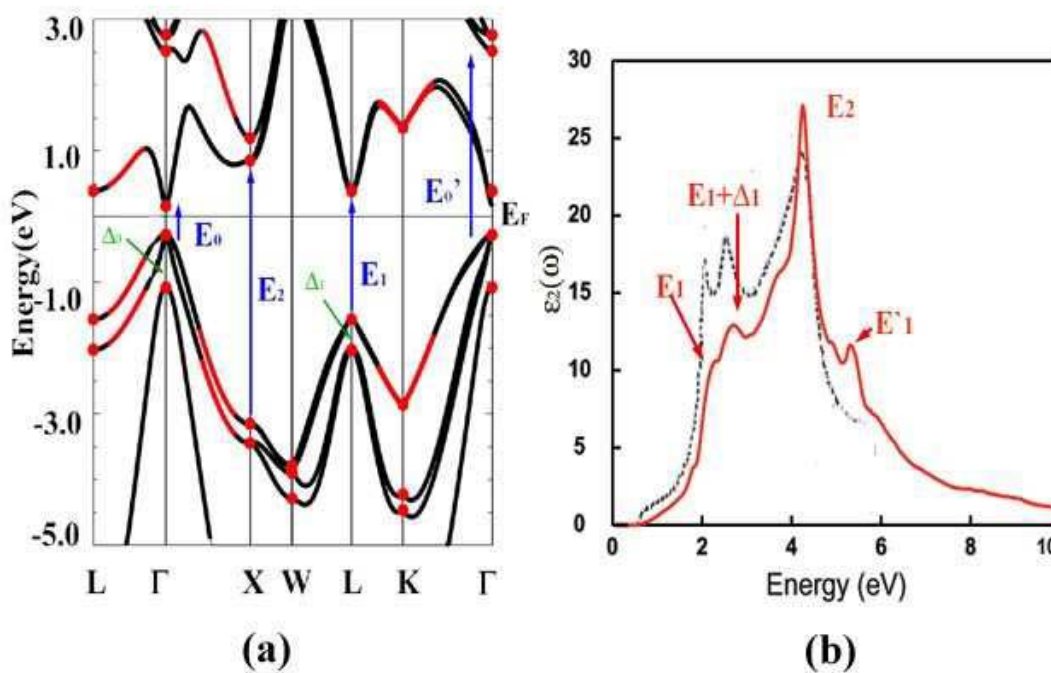 3.0
1.0
-1.0
-3.0
-5.0
Energy(eV)
Δ₀
E₀
E₂
Δ₁
E₁
E₀’
E_F
L Γ X W L K Γ
(a)
30
25
20
15
10
5
0
ε₂(ω)
E₂
E₁+Δ₁
E₁
E`₁
0 2 4 6 8 10
Energy (eV)
(b)